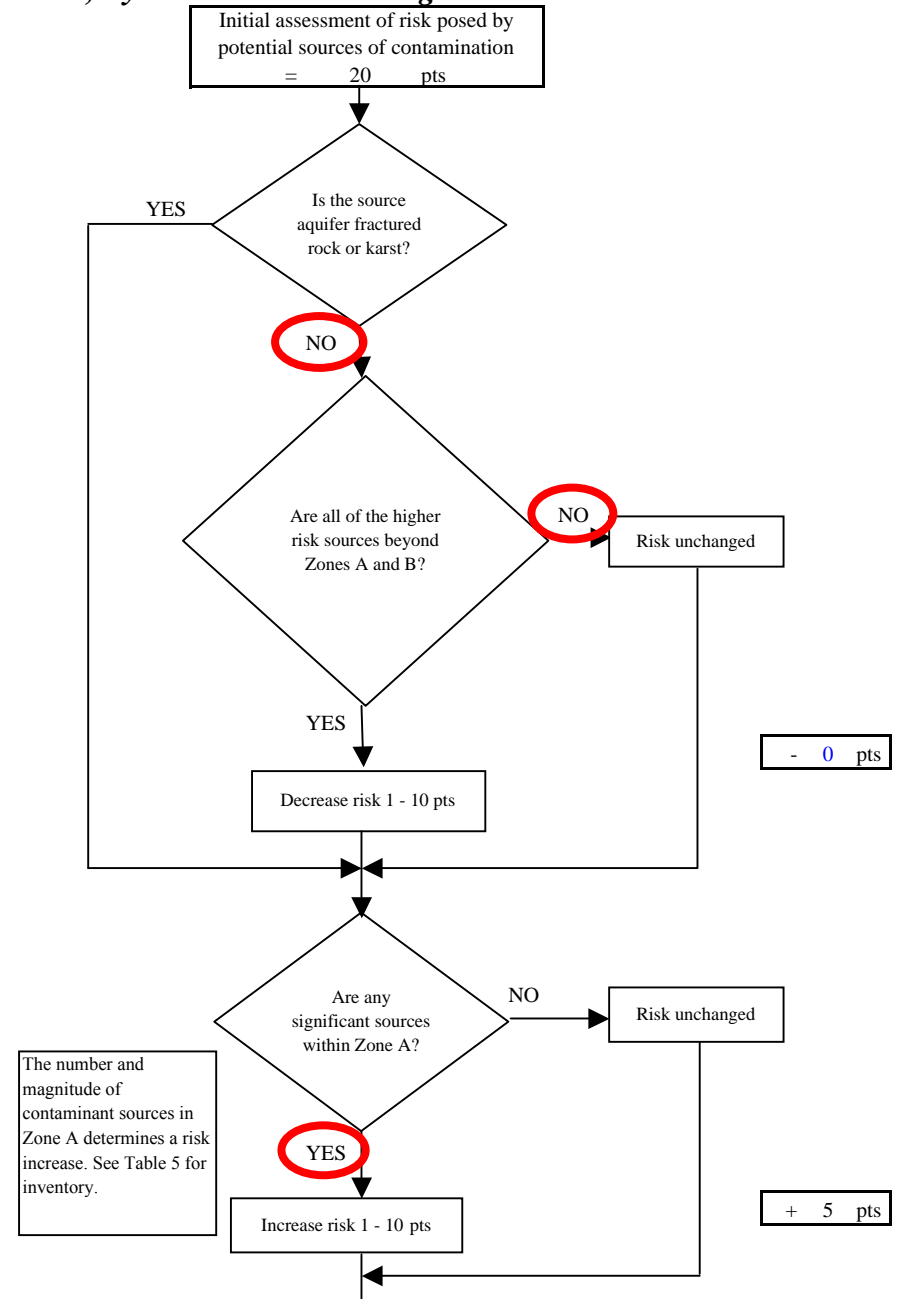 Initial assessment of risk posed by
potential sources of contamination
= 20 pts
YES
Is the source
aquifer fractured
rock or karst?
NO
Are all of the higher
risk sources beyond
Zones A and B?
NO
Risk unchanged
YES
- 0 pts
Decrease risk 1 - 10 pts
Are any
significant sources
within Zone A?
NO
Risk unchanged
The number and
magnitude of
contaminant sources in
Zone A determines a risk
increase. See Table 5 for
inventory.
YES
+ 5 pts
Increase risk 1 - 10 pts